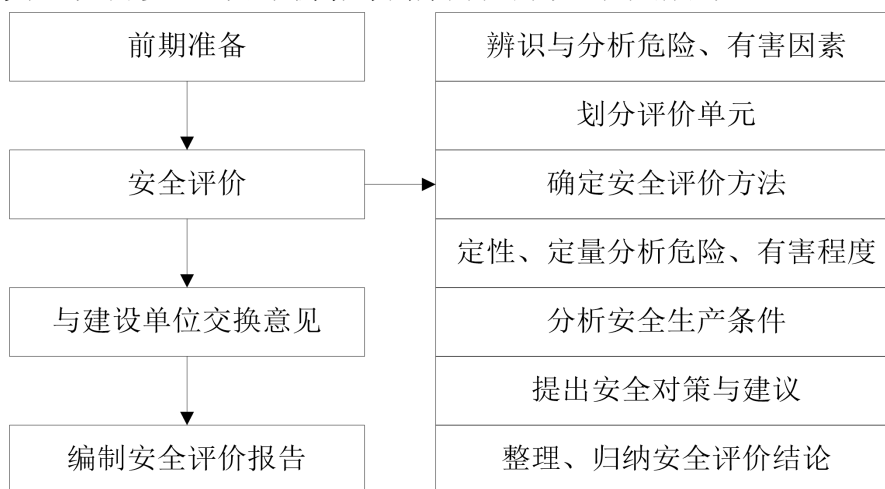 前期准备
安全评价
与建设单位交换意见
编制安全评价报告
辨识与分析危险、有害因素
划分评价单元
确定安全评价方法
定性、定量分析危险、有害程度
分析安全生产条件
提出安全对策与建议
整理、归纳安全评价结论